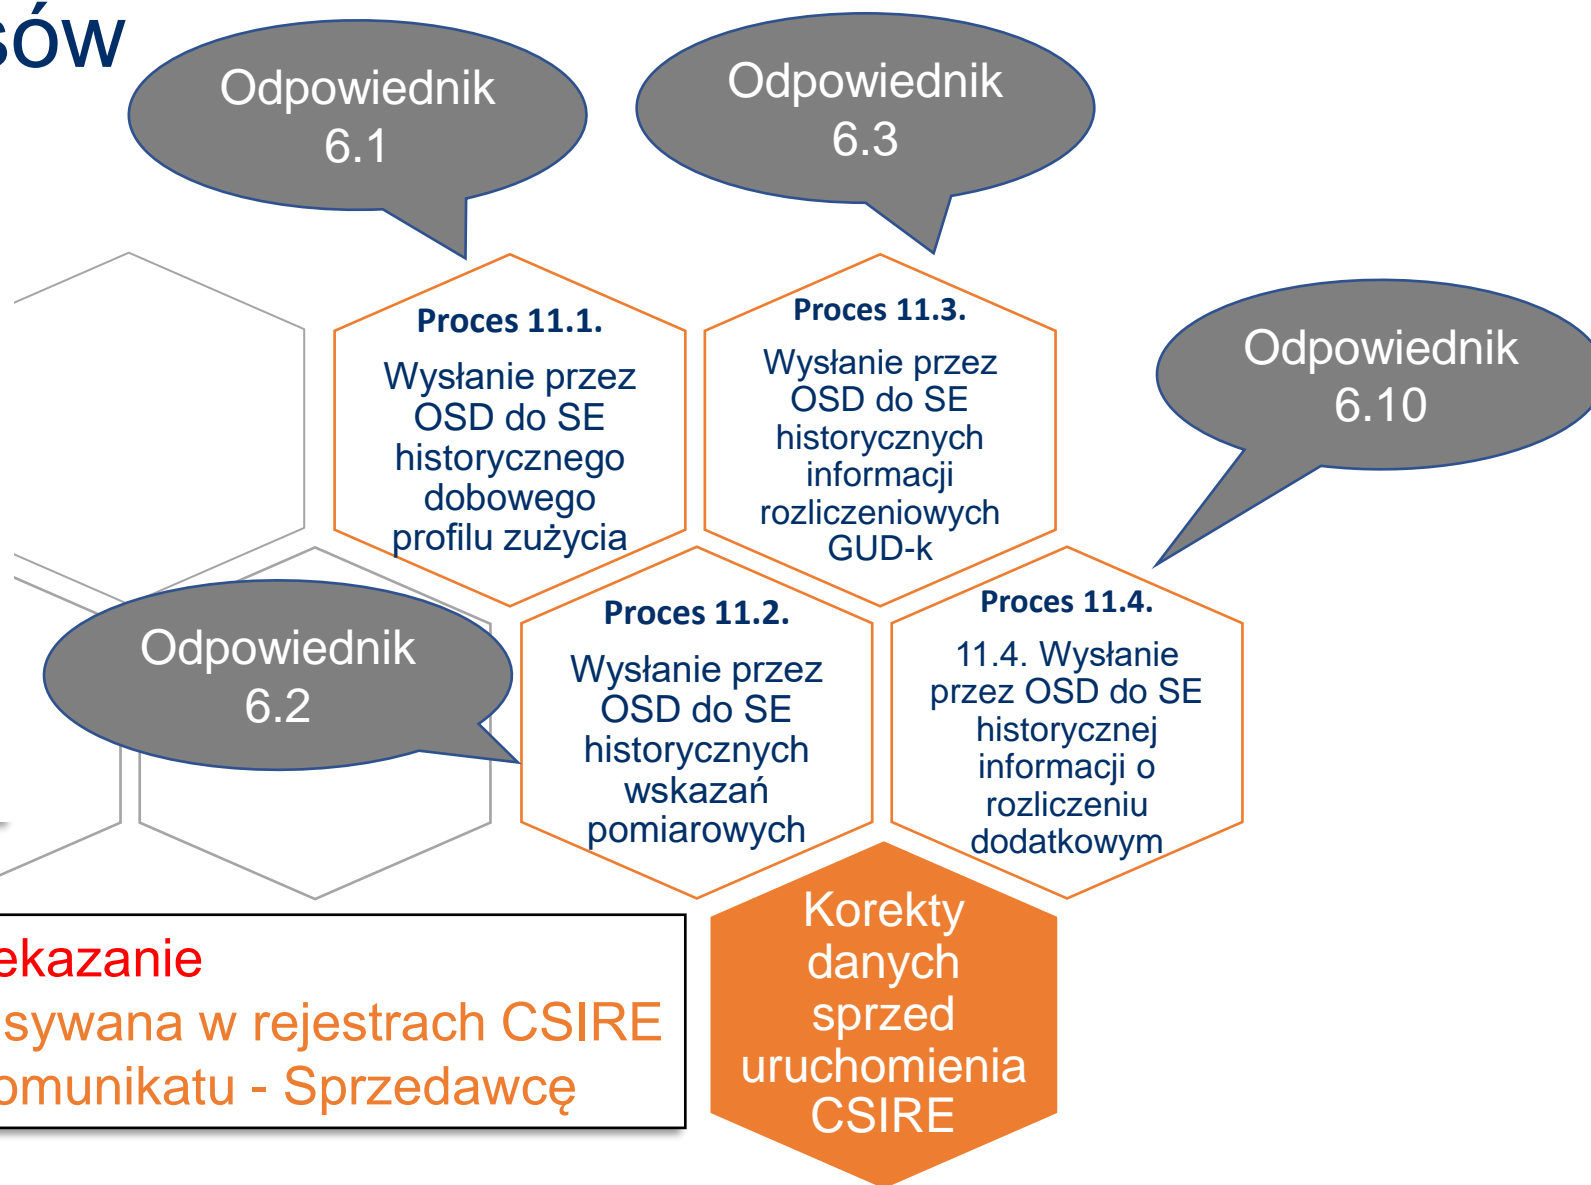 sów
Odpowiednik
6.1
Odpowiednik
6.3
Odpowiednik
6.10
Proces 11.1.
Wysłanie przez
OSD do SE
historycznego
dobowego
profilu zużycia
Proces 11.3.
Wysłanie przez
OSD do SE
historycznych
informacji
rozliczeniowych
GUD-k
Odpowiednik
6.2
Proces 11.2.
Wysłanie przez
OSD do SE
historycznych
wskazań
pomiarowych
Proces 11.4.
11.4. Wysłanie
przez OSD do SE
historycznej
informacji o
rozliczeniu
dodatkowym
ekazanie
sywana w rejestrach CSIRE
omunikatu - Sprzedawcę
Korekty
danych
sprzed
uruchomienia
CSIRE